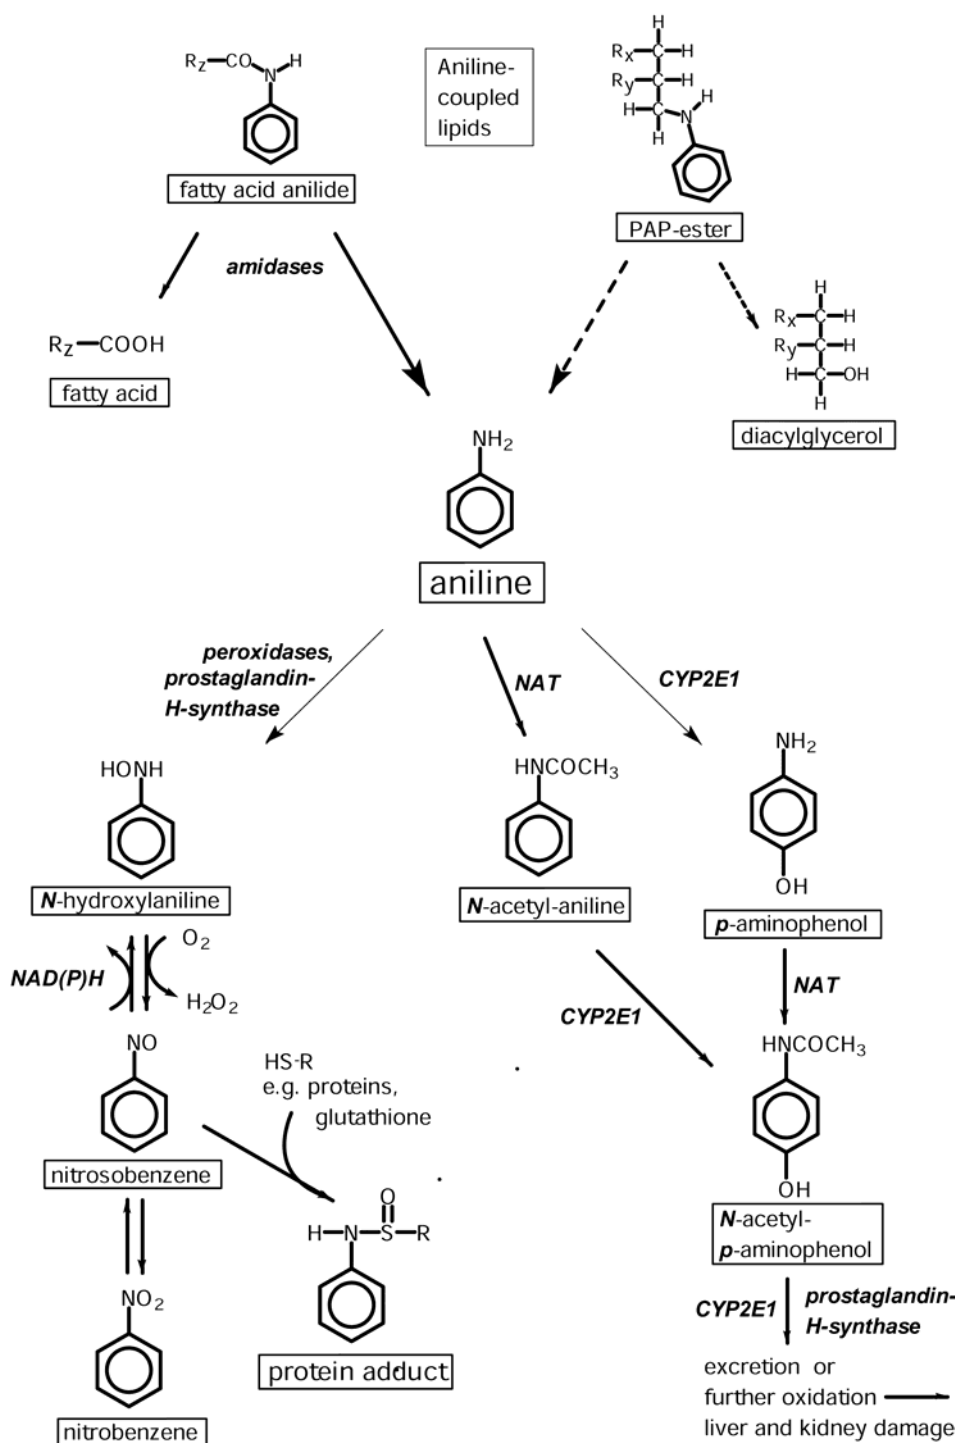 H
Rz—CO H Rx—C—H
N Ry—C—H
H—C—N H
H
Aniline-
coupled
lipids
fatty acid anilide
PAP-ester
amidases
Rz—COOH
fatty acid
H
Rx—C—H
Ry—C—H
H—C—OH
H
diacylglycerol
NH2
aniline
peroxidases,
prostaglandin-
H-synthase
NAT
CYP2E1
HONH
N-hydroxylaniline
HNCOCH3
N-acetyl-aniline
NH2
OH
p-aminophenol
NAD(P)H
O2
H2O2
CYP2E1
NAT
NO
nitrosobenzene
HS-R
e.g. proteins,
glutathione
HNCOCH3
OH
N-acetyl-
p-aminophenol
O
H—N—S—R
protein adduct
NO2
nitrobenzene
CYP2E1
prostaglandin-
H-synthase
excretion or
further oxidation
liver and kidney damage